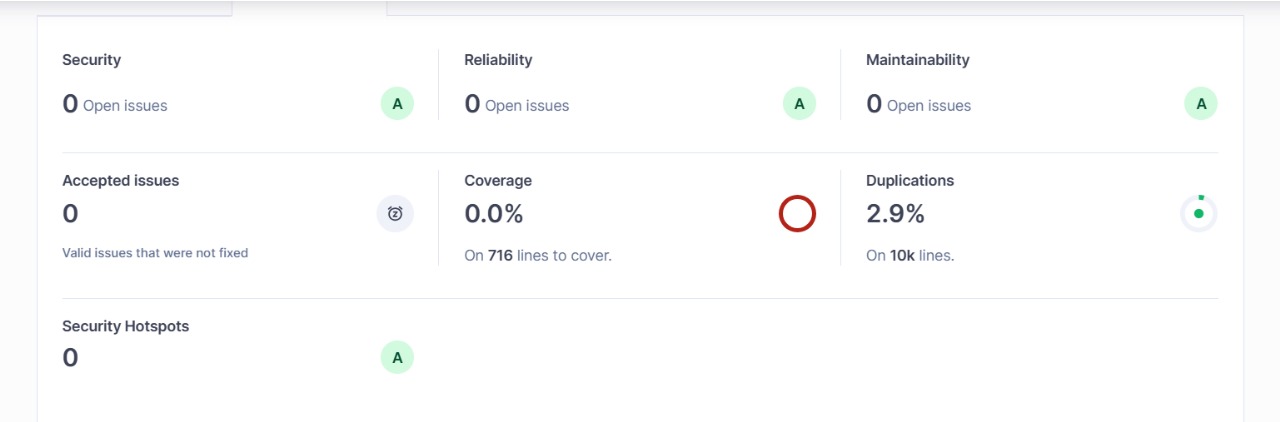 Security
0 Open issues
A
Reliability
0 Open issues
A
Maintainability
0 Open issues
A
Accepted issues
0
Valid issues that were not fixed
Coverage
0.0%
On 716 lines to cover.
Duplications
2.9%
On 10k lines.
Security Hotspots
0
A